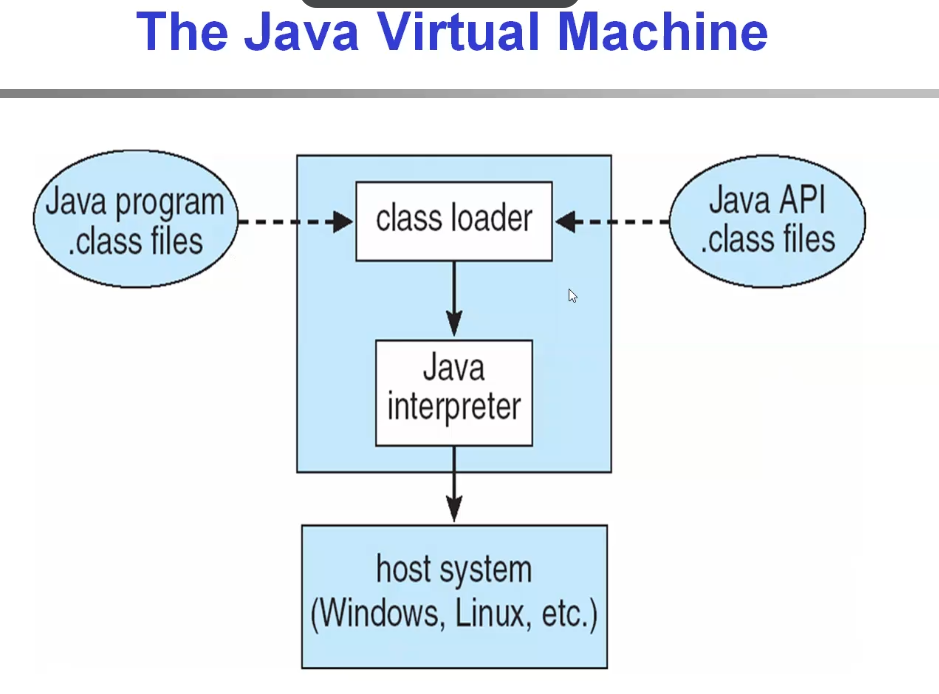 The Java Virtual Machine
Java program
.class files
class loader
Java API
.class files
Java
interpreter
host system
(Windows, Linux, etc.)